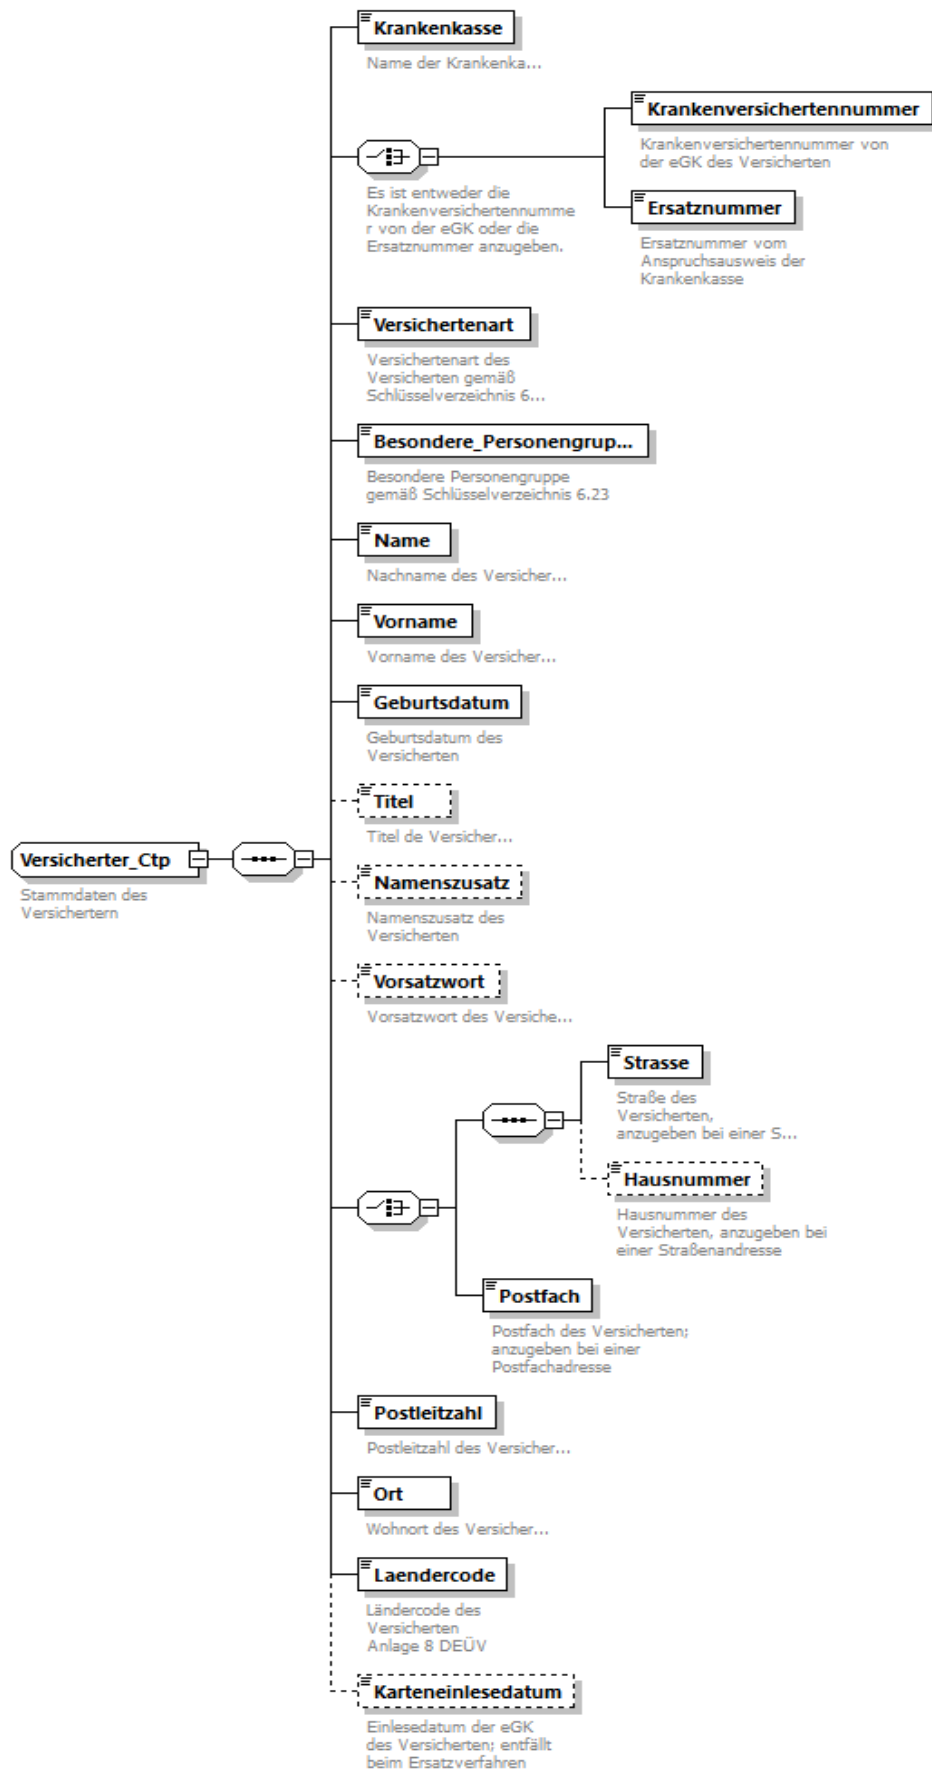 Krankenkasse
Name der Krankenka...
Krankenversichertennummer
Krankenversichertennummer von
der eGK des Versicherten
Es ist entweder die
Krankenversichertennumme
r von der eGK oder die
Ersatznummer anzugeben.
Ersatznummer
Ersatznummer vom
Anspruchsausweis der
Krankenkasse
Versichertenart
Versichertenart des
Versicherten gemäß
Schlüsselverzeichnis 6...
Besondere_Personengrup...
Besondere Personengruppe
gemäß Schlüsselverzeichnis 6.23
Name
Nachname des Versicher...
Vorname
Vorname des Versicher...
Geburtsdatum
Geburtsdatum des
Versicherten
Titel
Titel de Versicher...
Versicherter_Ctp
Stammdaten des
Versichertern
Namenszusatz
Namenszusatz des
Versicherten
Vorsatzwort
Vorsatzwort des Versiche...
Strasse
Straße des
Versicherten,
anzugeben bei einer S...
Hausnummer
Hausnummer des
Versicherten, anzugeben bei
einer Straßenandresse
Postfach
Postfach des Versicherten;
anzugeben bei einer
Postfachadresse
Postleitzahl
Postleitzahl des Versicher...
Ort
Wohnort des Versicher...
Laendercode
Ländercode des
Versicherten
Anlage 8 DEÜV
Karteneinlesedatum
Einlesedatum der eGK
des Versicherten; entfällt
beim Ersatzverfahren